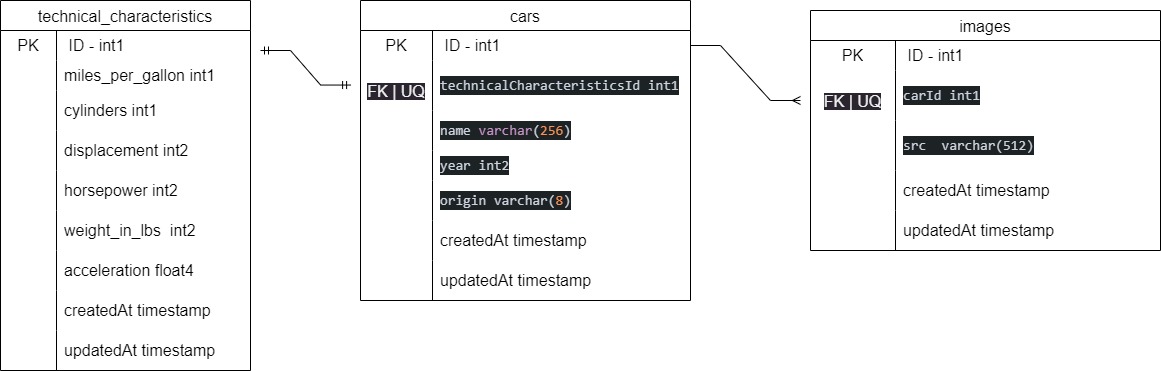 technical_characteristics
PK ID - int1
miles_per_gallon int1
cylinders int1
displacement int2
horsepower int2
weight_in_lbs  int2
acceleration float4
createdAt timestamp
updatedAt timestamp
cars
PK ID - int1
FK | UQ technicalCharacteristicsId int1
name varchar(256)
year int2
origin varchar(8)
createdAt timestamp
updatedAt timestamp
images
PK ID - int1
FK | UQ carId int1
src  varchar(512)
createdAt timestamp
updatedAt timestamp